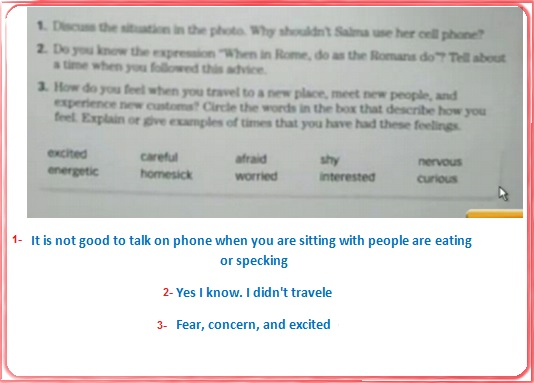 1. Discuss the situation in the photo. Why shouldn't Salma use her cell phone?
2. Do you know the expression "When in Rome, do as the Romans do"? Tell about
a time when you followed this advice.
3. How do you feel when you travel to a new place, meet new people, and
experience new customs? Circle the words in the box that describe how you
feel. Explain or give examples of times that you have had these feelings.
excited careful afraid shy nervous
energetic homesick worried interested curious
1- It is not good to talk on phone when you are sitting with people are eating
or specking
2- Yes I know. I didn't travele
3- Fear, concern, and excited